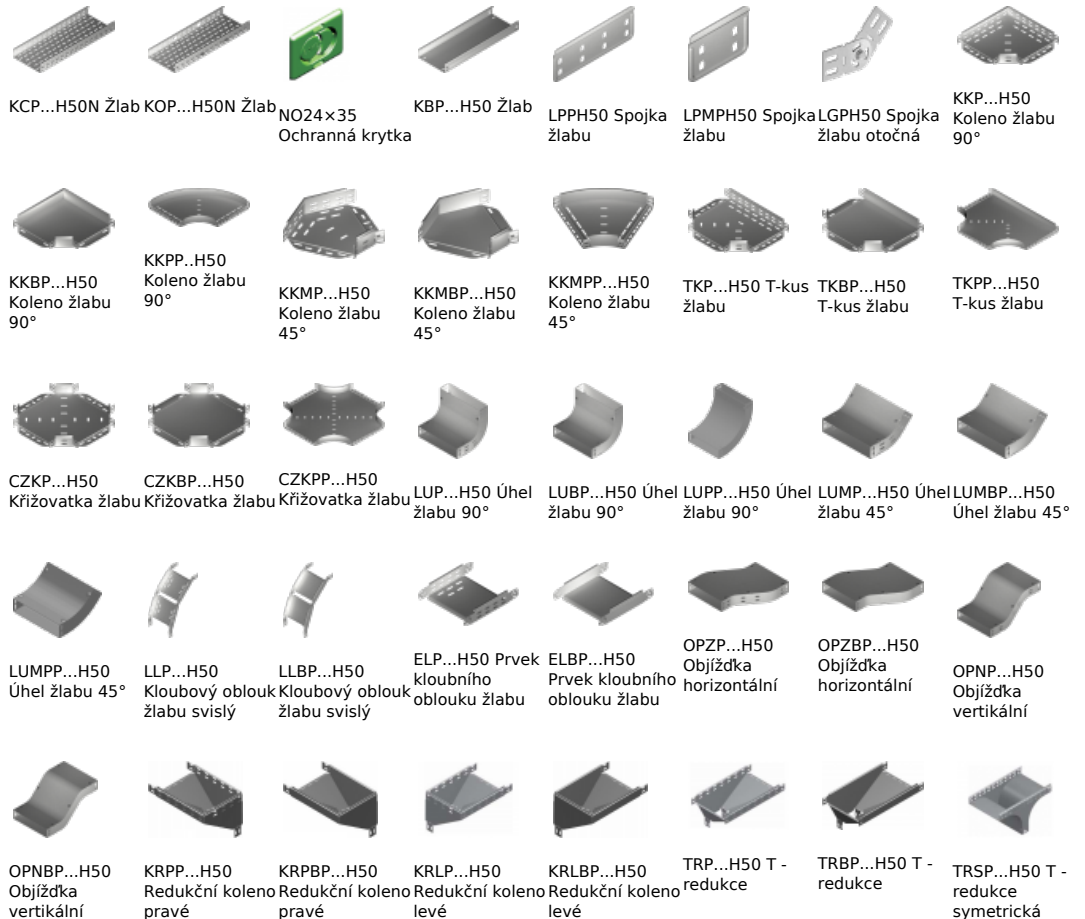 KCP...H50N Žlab
KOP...H50N Žlab
NO24×35
Ochranná krytka
KBP...H50 Žlab
LPPH50 Spojka
žlabu
LPMPH50 Spojka
žlabu
LGPH50 Spojka
žlabu otočná
KKP...H50
Koleno žlabu
90°
KKBP...H50
Koleno žlabu
90°
KKPP..H50
Koleno žlabu
90°
KKMP...H50
Koleno žlabu
45°
KKMBP...H50
Koleno žlabu
45°
KKMPP...H50
Koleno žlabu
45°
TKP...H50 T-kus
žlabu
TKBP...H50
T-kus žlabu
TKPP...H50
T-kus žlabu
CZKP...H50
Křižovatka žlabu
CZKBP...H50
Křižovatka žlabu
CZKPP...H50
Křižovatka žlabu
LUP...H50 Úhel
žlabu 90°
LUBP...H50 Úhel
žlabu 90°
LUPP...H50 Úhel
žlabu 90°
LUMP...H50 Úhel
žlabu 45°
LUMBP...H50
Úhel žlabu 45°
LUMPP...H50
Úhel žlabu 45°
LLP...H50
Kloubový oblouk
žlabu svislý
LLBP...H50
Kloubový oblouk
žlabu svislý
ELP...H50 Prvek
kloubního
oblouku žlabu
ELBP...H50
Prvek kloubního
oblouku žlabu
OPZP...H50
Objížďka
horizontální
OPZBP...H50
Objížďka
horizontální
OPNP...H50
Objížďka
vertikální
OPNBP...H50
Objížďka
vertikální
KRPP...H50
Redukční koleno
pravé
KRPBP...H50
Redukční koleno
pravé
KRLP...H50
Redukční koleno
levé
KRLBP...H50
Redukční koleno
levé
TRP...H50 T -
redukce
TRBP...H50 T -
redukce
TRSP...H50 T -
redukce
symetrická